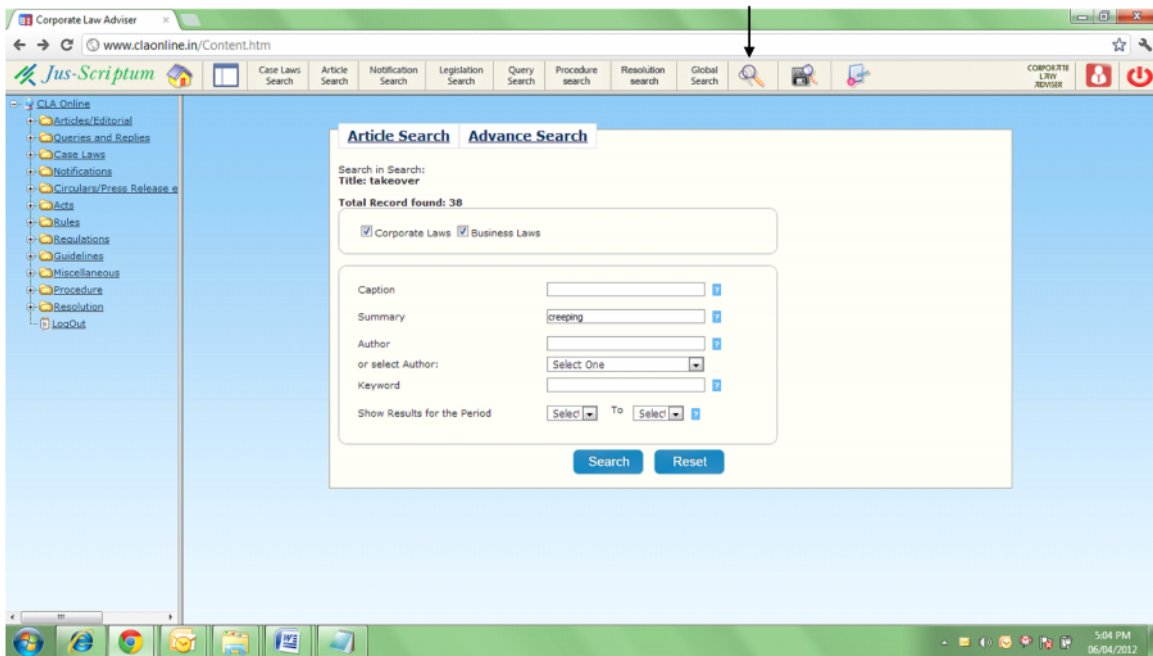 Corporate Law Adviser
www.claonline.in/Content.htm
Jus-Scriptum
Case Laws Search
Article Search
Notification Search
Legislation Search
Query Search
Procedure search
Resolution search
Global Search
CORPORATE LAW ADVISER
CLA Online
Articles/Editorial
Queries and Replies
Case Laws
Notifications
Circulars/Press Release e
Acts
Rules
Regulations
Guidelines
Miscellaneous
Procedure
Resolution
LogOut
Article Search Advance Search
Search in Search:
Title: takeover
Total Record found: 38
Corporate Laws Business Laws
Caption ?
Summary creeping ?
Author ?
or select Author: Select One
Keyword ?
Show Results for the Period Select To Select ?
Search Reset
5:04 PM
06/04/2012